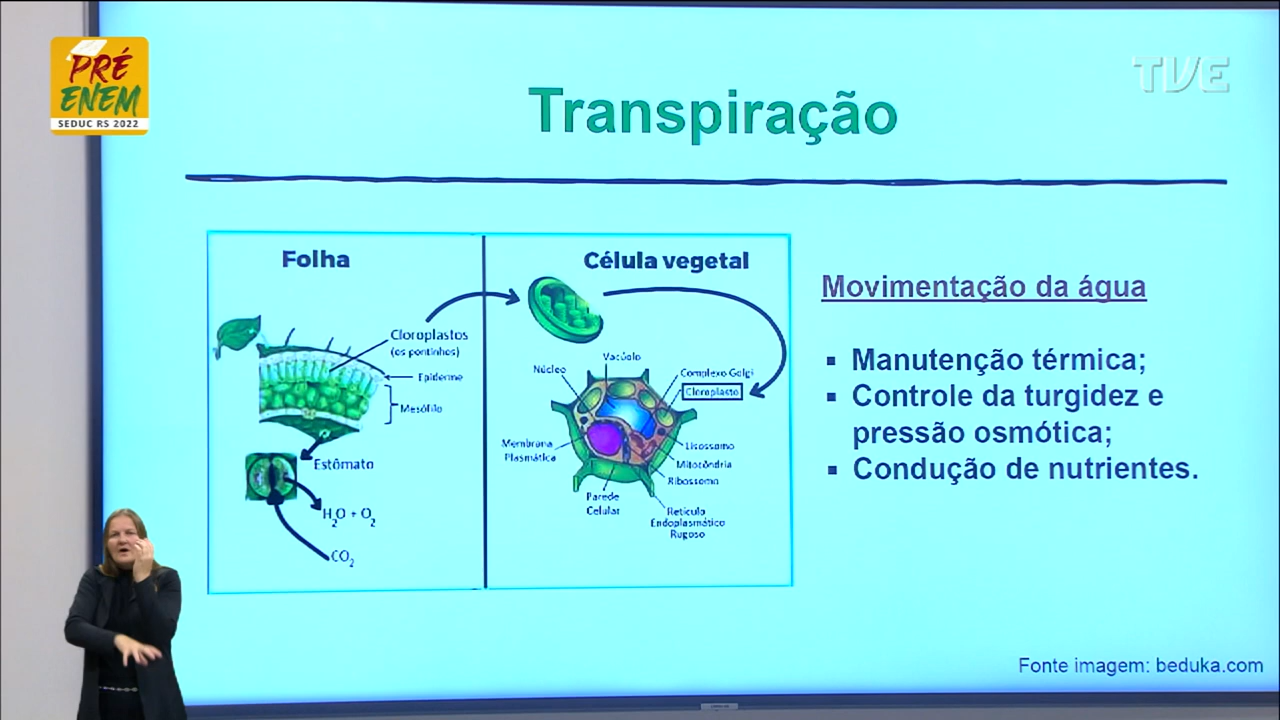 PRÉ
ENEM
SEDUC RS 2022
TVE
Transpiração
Folha
Célula vegetal
Cloroplastos
(os pontinhos)
Epiderme
Mesófilo
Estômato
H2O + O2
CO2
Vacúolo
Núcleo
Complexo Golgi
Cloroplasto
Membrana
Plasmática
Lisossomo
Mitocôndria
Ribossomo
Parede
Celular
Retículo
Endoplasmático
Rugoso
Movimentação da água
▪ Manutenção térmica;
▪ Controle da turgidez e
pressão osmótica;
▪ Condução de nutrientes.
Fonte imagem: beduka.com